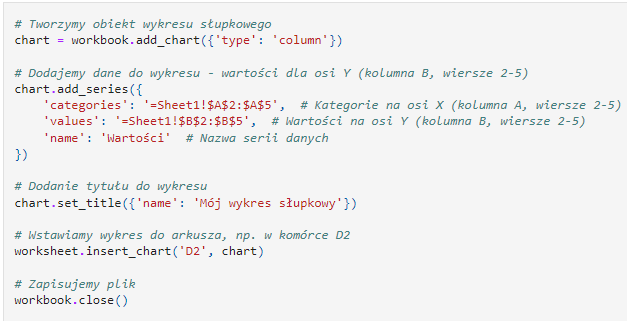 # Tworzymy obiekt wykresu słupkowego
chart = workbook.add_chart({'type': 'column'})
# Dodajemy dane do wykresu - wartości dla osi Y (kolumna B, wiersze 2-5)
chart.add_series({
    'categories': '=Sheet1!$A$2:$A$5',  # Kategorie na osi X (kolumna A, wiersze 2-5)
    'values': '=Sheet1!$B$2:$B$5',  # Wartości na osi Y (kolumna B, wiersze 2-5)
    'name': 'Wartości'  # Nazwa serii danych
})
# Dodanie tytułu do wykresu
chart.set_title({'name': 'Mój wykres słupkowy'})
# Wstawiamy wykres do arkusza, np. w komórce D2
worksheet.insert_chart('D2', chart)
# Zapisujemy plik
workbook.close()